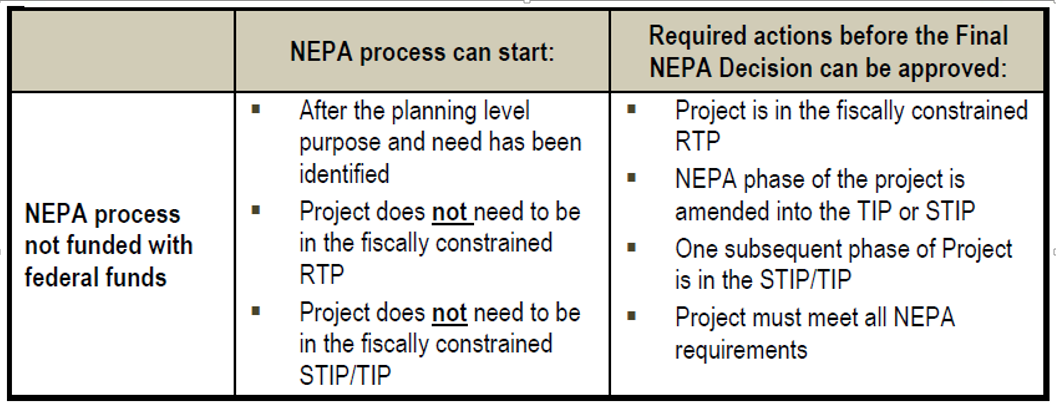 NEPA process can start:
Required actions before the Final
NEPA Decision can be approved:
NEPA process
not funded with
federal funds
▪ After the planning level
purpose and need has been
identified
▪ Project does not need to be
in the fiscally constrained
RTP
▪ Project does not need to be
in the fiscally constrained
STIP/TIP
▪ Project is in the fiscally constrained
RTP
▪ NEPA phase of the project is
amended into the TIP or STIP
▪ One subsequent phase of Project
is in the STIP/TIP
▪ Project must meet all NEPA
requirements